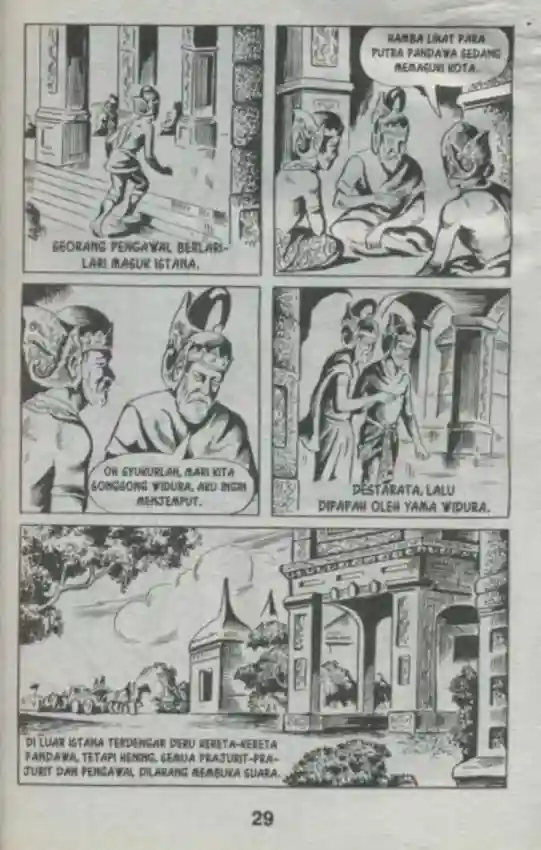 SEORANG PENGAWAL BERLARI-
LARI MASUK ISTANA.
HAMBA LIHAT PARA
PUTRA PANDAWA SEDANG
MEMASUKI KOTA.
OH SYUKURLAH, MARI KITA
SONGSONG WIDURA, AKU INGIN
MENJEMPUT.
DESTARATA, LALU
DIPAPAH OLEH YAMA WIDURA.
DI LUAR ISTANA TERDENGAR DERU KERETA-KERETA
PANDAWA, TETAPI HENING, SEMUA PRAJURIT-PRA-
JURIT DAN PENGAWAL DILARANG MEMBUKA SUARA.
29